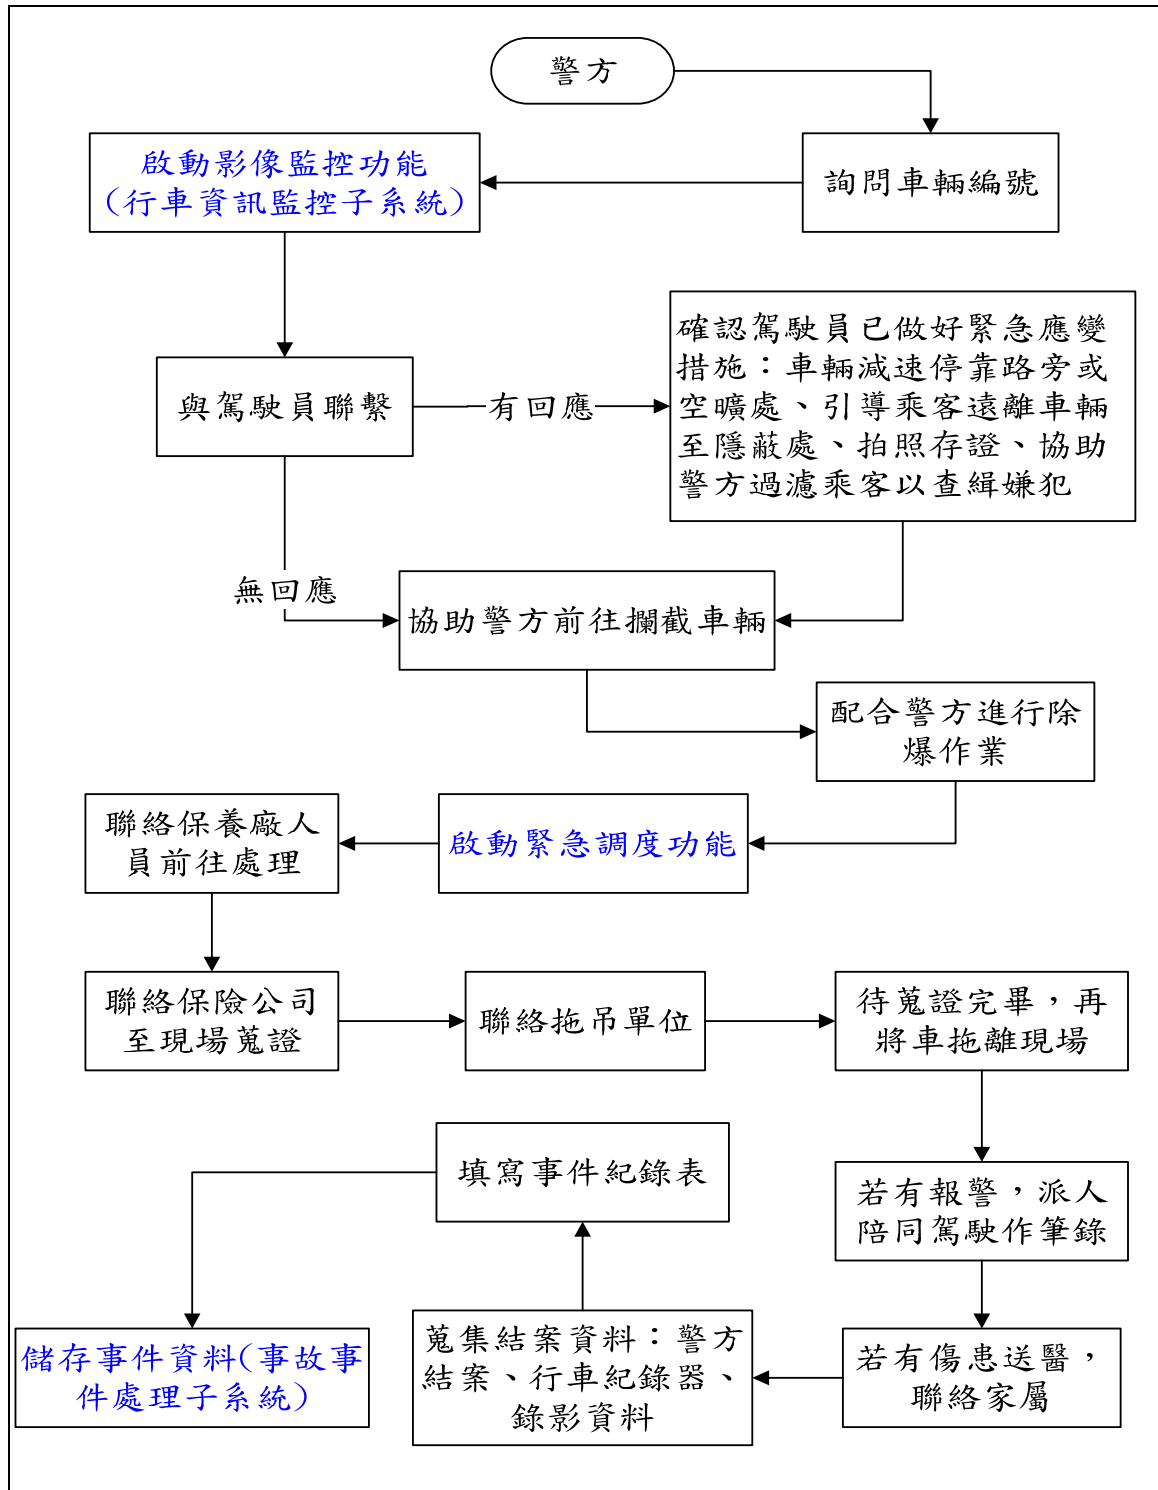 警方
詢問車輛編號
啟動影像監控功能
(行車資訊監控子系統)
與駕駛員聯繫
有回應
確認駕駛員已做好緊急應變
措施：車輛減速停靠路旁或
空曠處、引導乘客遠離車輛
至隱蔽處、拍照存證、協助
警方過濾乘客以查緝嫌犯
無回應
協助警方前往攔截車輛
配合警方進行除
爆作業
啟動緊急調度功能
聯絡保養廠人
員前往處理
聯絡保險公司
至現場蒐證
聯絡拖吊單位
待蒐證完畢，再
將車拖離現場
若有報警，派人
陪同駕駛作筆錄
若有傷患送醫，
聯絡家屬
蒐集結案資料：警方
結案、行車紀錄器、
錄影資料
填寫事件紀錄表
儲存事件資料(事故事
件處理子系統)